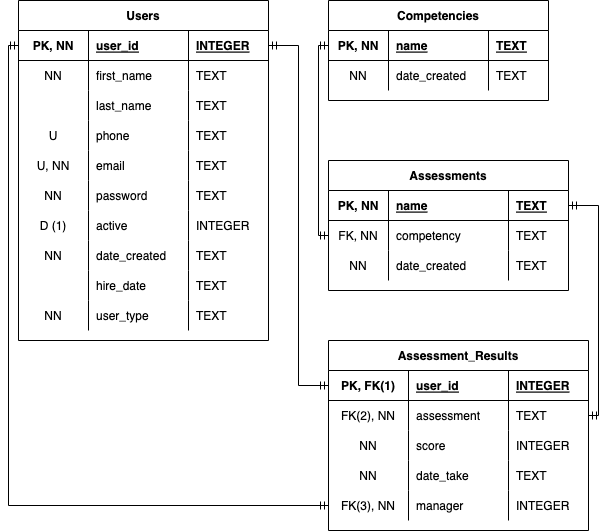 Users
PK, NN user_id INTEGER
NN first_name TEXT
last_name TEXT
U phone TEXT
U, NN email TEXT
NN password TEXT
D (1) active INTEGER
NN date_created TEXT
hire_date TEXT
NN user_type TEXT
Competencies
PK, NN name TEXT
NN date_created TEXT
Assessments
PK, NN name TEXT
FK, NN competency TEXT
NN date_created TEXT
Assessment_Results
PK, FK(1) user_id INTEGER
FK(2), NN assessment TEXT
NN score INTEGER
NN date_take TEXT
FK(3), NN manager INTEGER